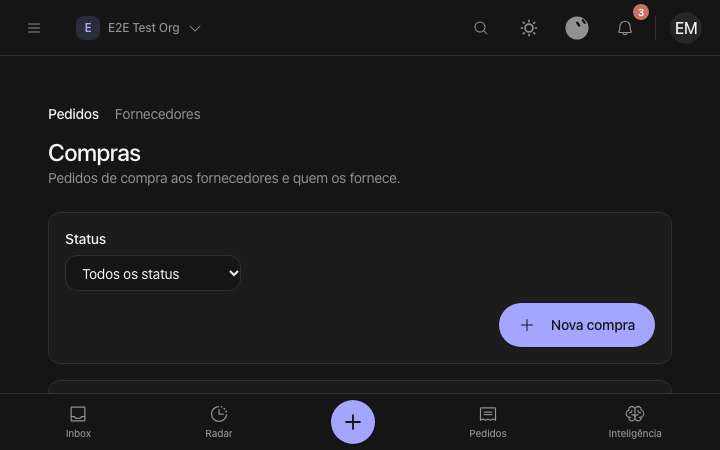 E E2E Test Org
3
EM
Pedidos Fornecedores
Compras
Pedidos de compra aos fornecedores e quem os fornece.
Status
Todos os status
Nova compra
Inbox Radar Pedidos Inteligência